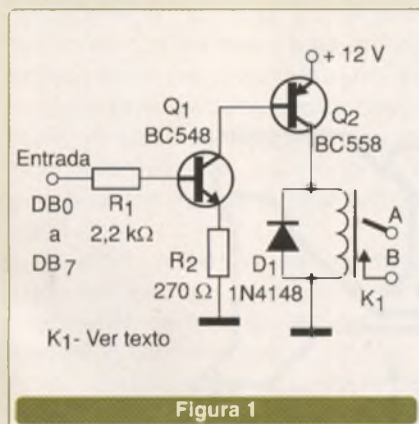 + 12 V
Q1
BC548
Q2
BC558
Entrada
DB0
a
DB7
R1
2,2 kΩ
R2
270 Ω
D1
1N4148
A
B
K1
K1- Ver texto
Figura 1